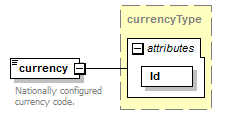 currencyType
attributes
currency
Id
Nationally configured
currency code.